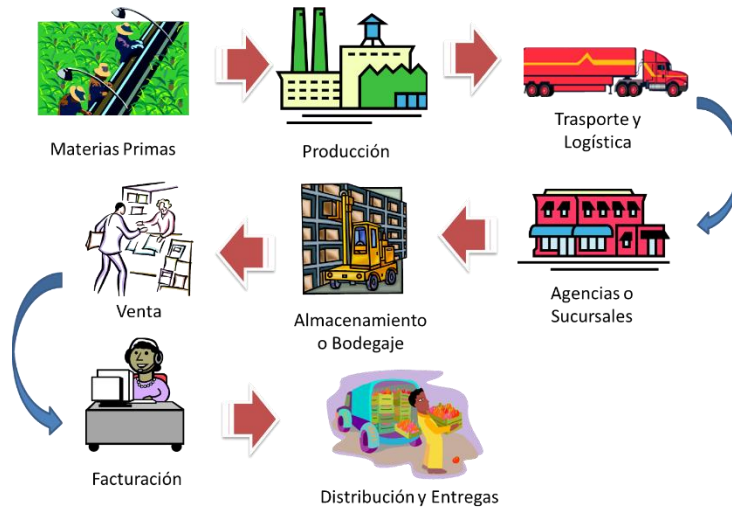 Materias Primas
Producción
Trasporte y
Logística
Venta
Almacenamiento
o Bodegaje
Agencias o
Sucursales
Facturación
Distribución y Entregas